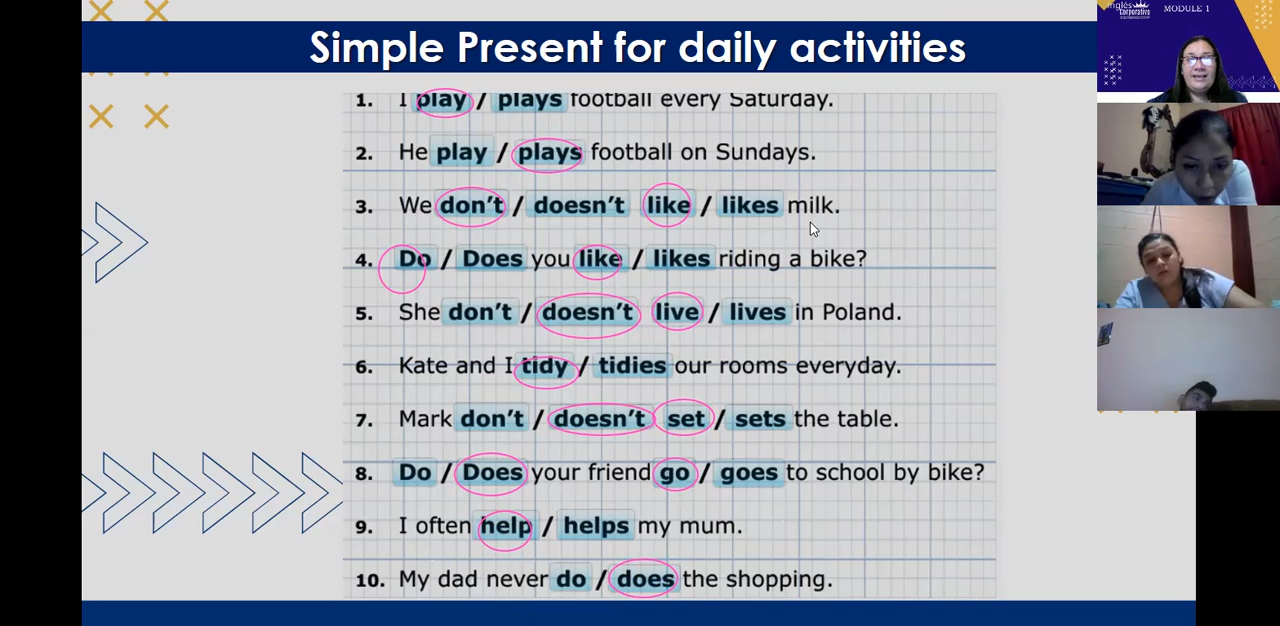 Simple Present for daily activities
1. I play / plays football every Saturday.
2. He play / plays football on Sundays.
3. We don't / doesn't like / likes milk.
4. Do / Does you like / likes riding a bike?
5. She don't / doesn't live / lives in Poland.
6. Kate and I tidy / tidies our rooms everyday.
7. Mark don't / doesn't set / sets the table.
8. Do / Does your friend go / goes to school by bike?
9. I often help / helps my mum.
10. My dad never do / does the shopping.
Inglés
Corporativo
MODULE 1